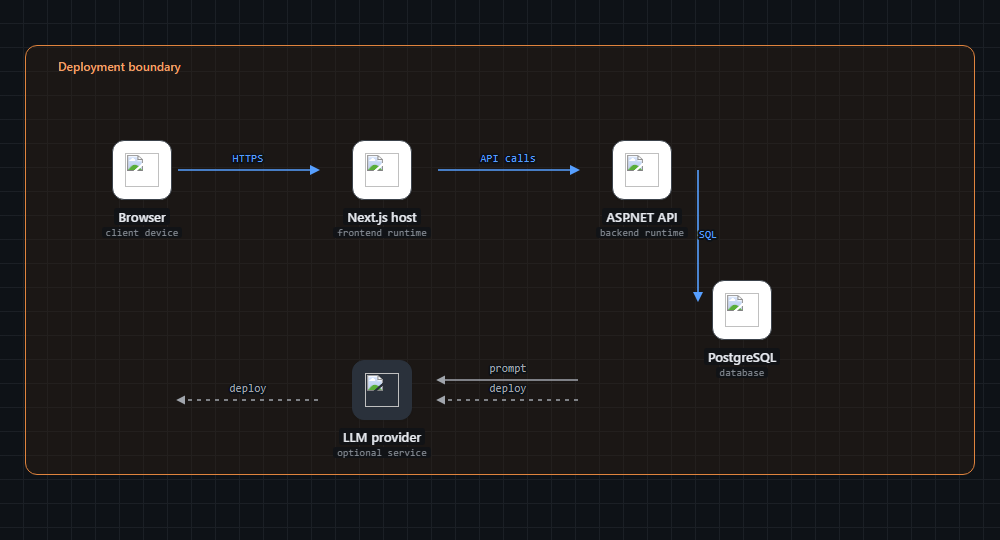 Deployment boundary
HTTPS
API calls
Browser
client device
Next.js host
frontend runtime
ASP.NET API
backend runtime
SQL
PostgreSQL
database
prompt
deploy
deploy
LLM provider
optional service